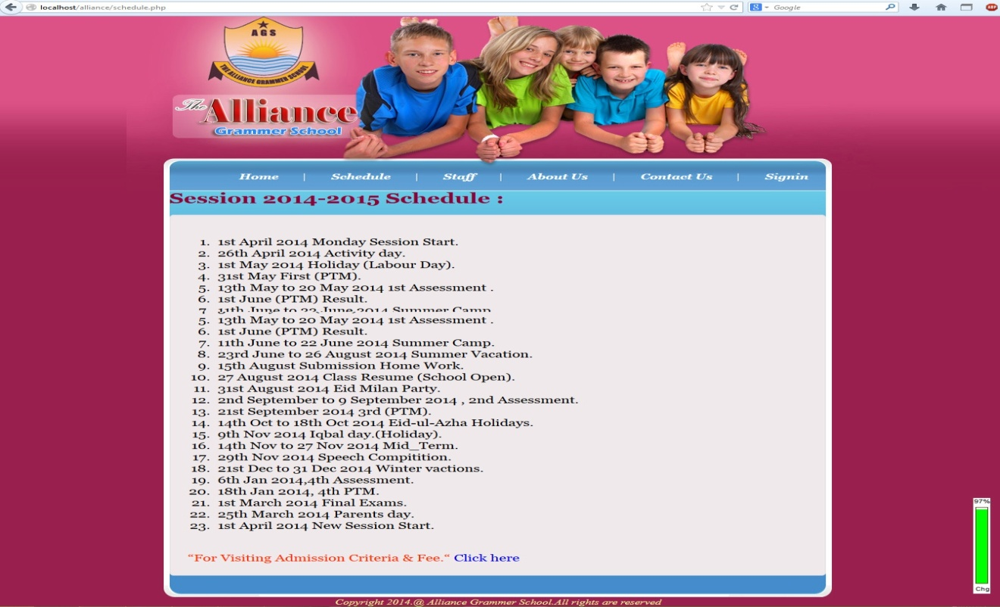 localhost/alliance/schedule.php
Google
ABP
AGS
THE ALLIANCE GRAMMER SCHOOL
The Alliance
Grammer School
Home | Schedule | Staff | About Us | Contact Us | Signin
Session 2014-2015 Schedule :
1. 1st April 2014 Monday Session Start.
2. 26th April 2014 Activity day.
3. 1st May 2014 Holiday (Labour Day).
4. 31st May First (PTM).
5. 13th May to 20 May 2014 1st Assessment .
6. 1st June (PTM) Result.
7. 11th June to 22 June 2014 Summer Camp
5. 13th May to 20 May 2014 1st Assessment .
6. 1st June (PTM) Result.
7. 11th June to 22 June 2014 Summer Camp.
8. 23rd June to 26 August 2014 Summer Vacation.
9. 15th August Submission Home Work.
10. 27 August 2014 Class Resume (School Open).
11. 31st August 2014 Eid Milan Party.
12. 2nd September to 9 September 2014 , 2nd Assessment.
13. 21st September 2014 3rd (PTM).
14. 14th Oct to 18th Oct 2014 Eid-ul-Azha Holidays.
15. 9th Nov 2014 Iqbal day.(Holiday).
16. 14th Nov to 27 Nov 2014 Mid_Term.
17. 29th Nov 2014 Speech Compitition.
18. 21st Dec to 31 Dec 2014 Winter vactions.
19. 6th Jan 2014,4th Assessment.
20. 18th Jan 2014, 4th PTM.
21. 1st March 2014 Final Exams.
22. 25th March 2014 Parents day.
23. 1st April 2014 New Session Start.
“For Visiting Admission Criteria & Fee.“ Click here
97%
Chg
Copyright 2014.@ Alliance Grammer School.All rights are reserved